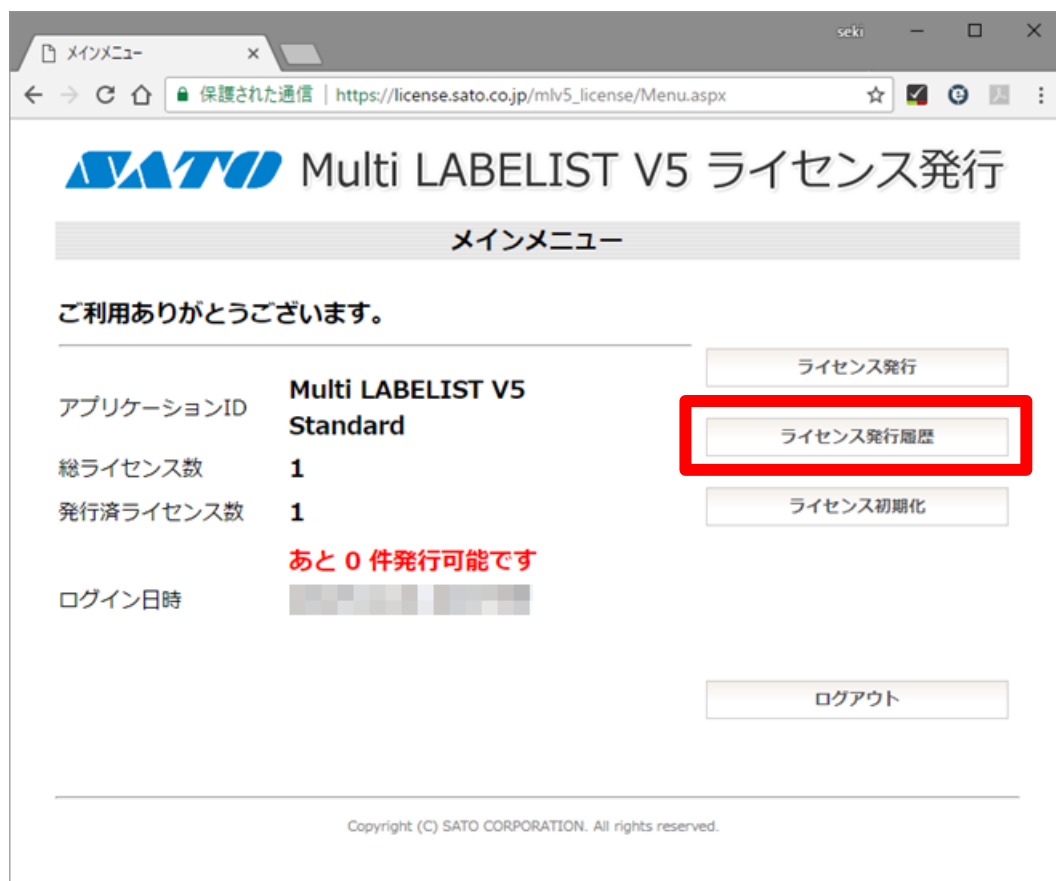 seki
メインメニュー
保護された通信 | https://license.sato.co.jp/mlv5_license/Menu.aspx
SATO Multi LABELIST V5 ライセンス発行
メインメニュー
ご利用ありがとうございます。
ライセンス発行
アプリケーションID
Multi LABELIST V5
Standard
ライセンス発行履歴
総ライセンス数 1
ライセンス初期化
発行済ライセンス数 1
あと 0 件発行可能です
ログイン日時
ログアウト
Copyright (C) SATO CORPORATION. All rights reserved.